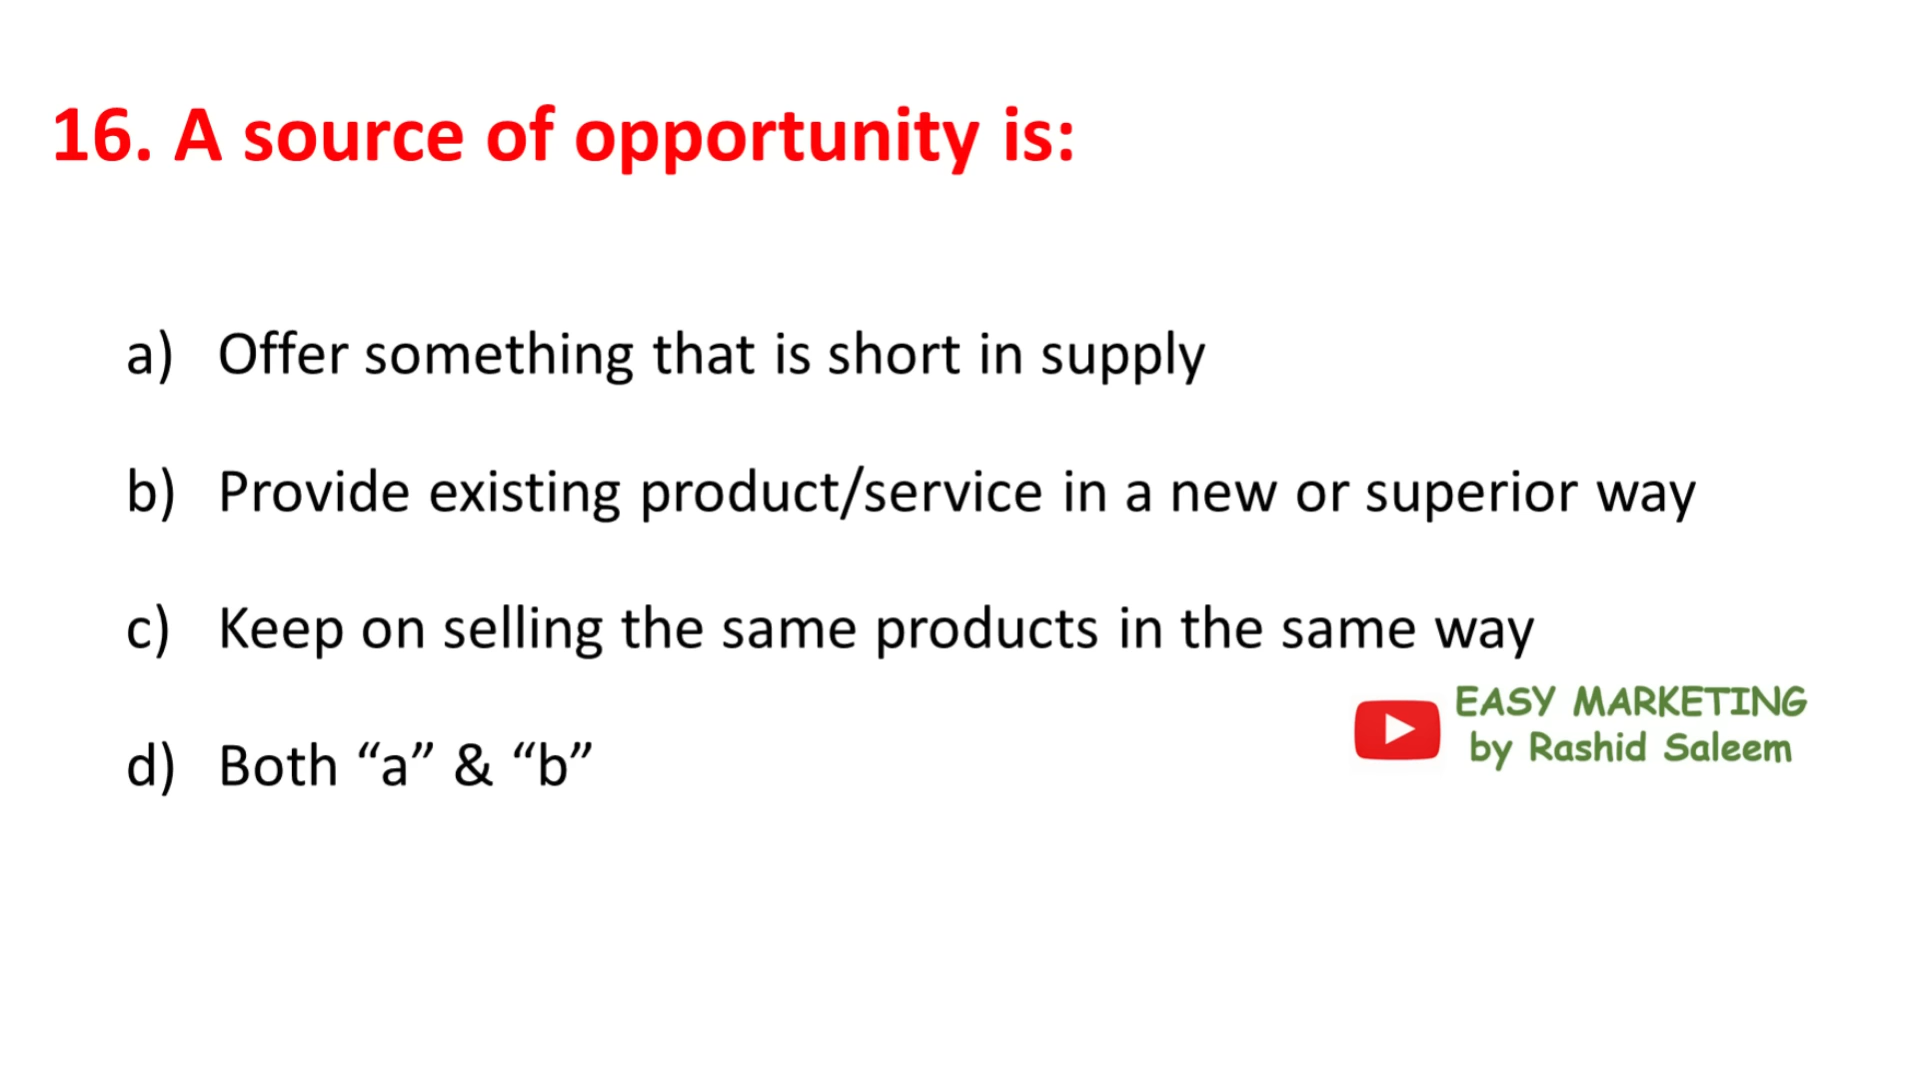 16. A source of opportunity is:
a) Offer something that is short in supply
b) Provide existing product/service in a new or superior way
c) Keep on selling the same products in the same way
EASY MARKETING
by Rashid Saleem
d) Both “a” & “b”